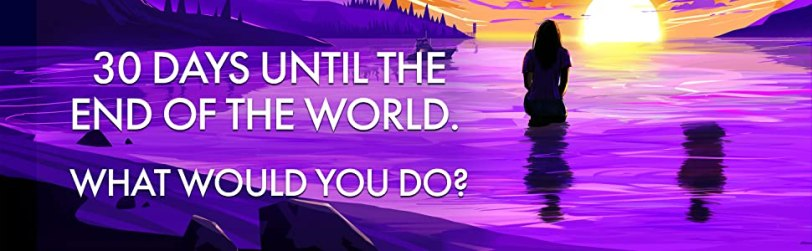 30 DAYS UNTIL THE
END OF THE WORLD.
WHAT WOULD YOU DO?